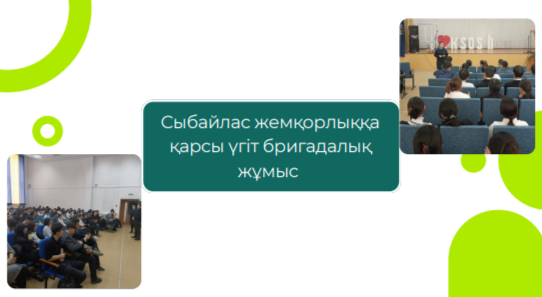 Сыбайлас жемқорлыққа
қарсы үгіт бригадалық
жұмыс